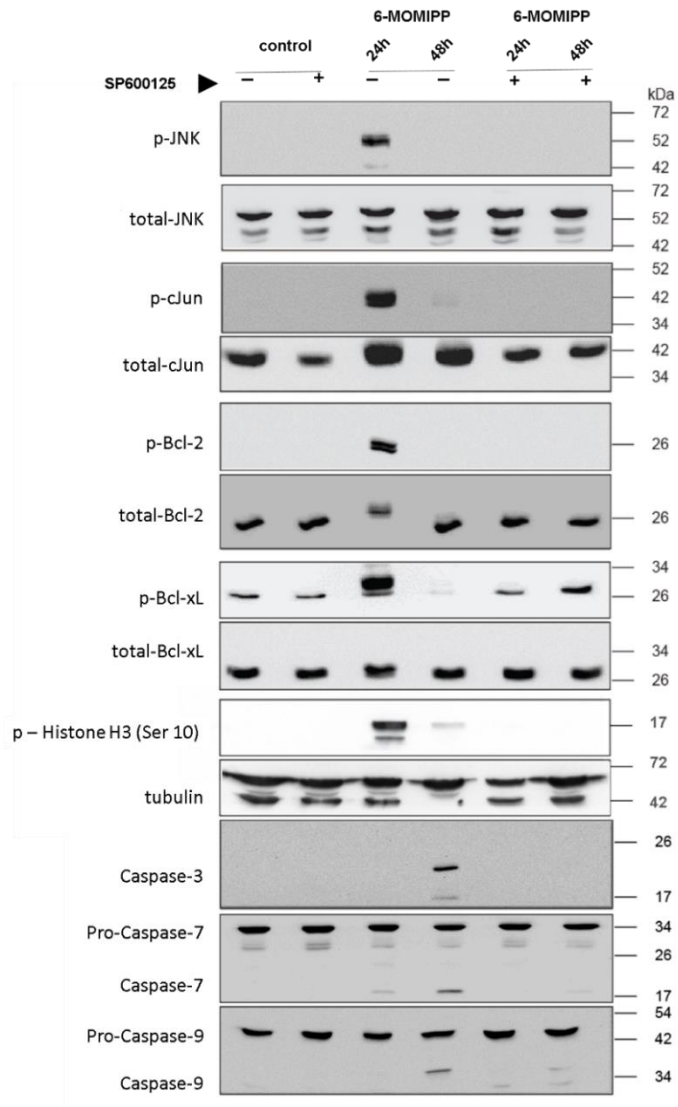 6-MOMIPP 6-MOMIPP
control 24h 48h 24h 48h
SP600125 – + – – + +
kDa
p-JNK 72
52
42
total-JNK 72
52
42
p-cJun 52
42
34
total-cJun 42
34
p-Bcl-2 26
total-Bcl-2 26
p-Bcl-xL 34
26
total-Bcl-xL 34
26
p – Histone H3 (Ser 10) 17
tubulin 72
42
Caspase-3 26
17
Pro-Caspase-7 34
26
Caspase-7 17
Pro-Caspase-9 54
42
Caspase-9 34